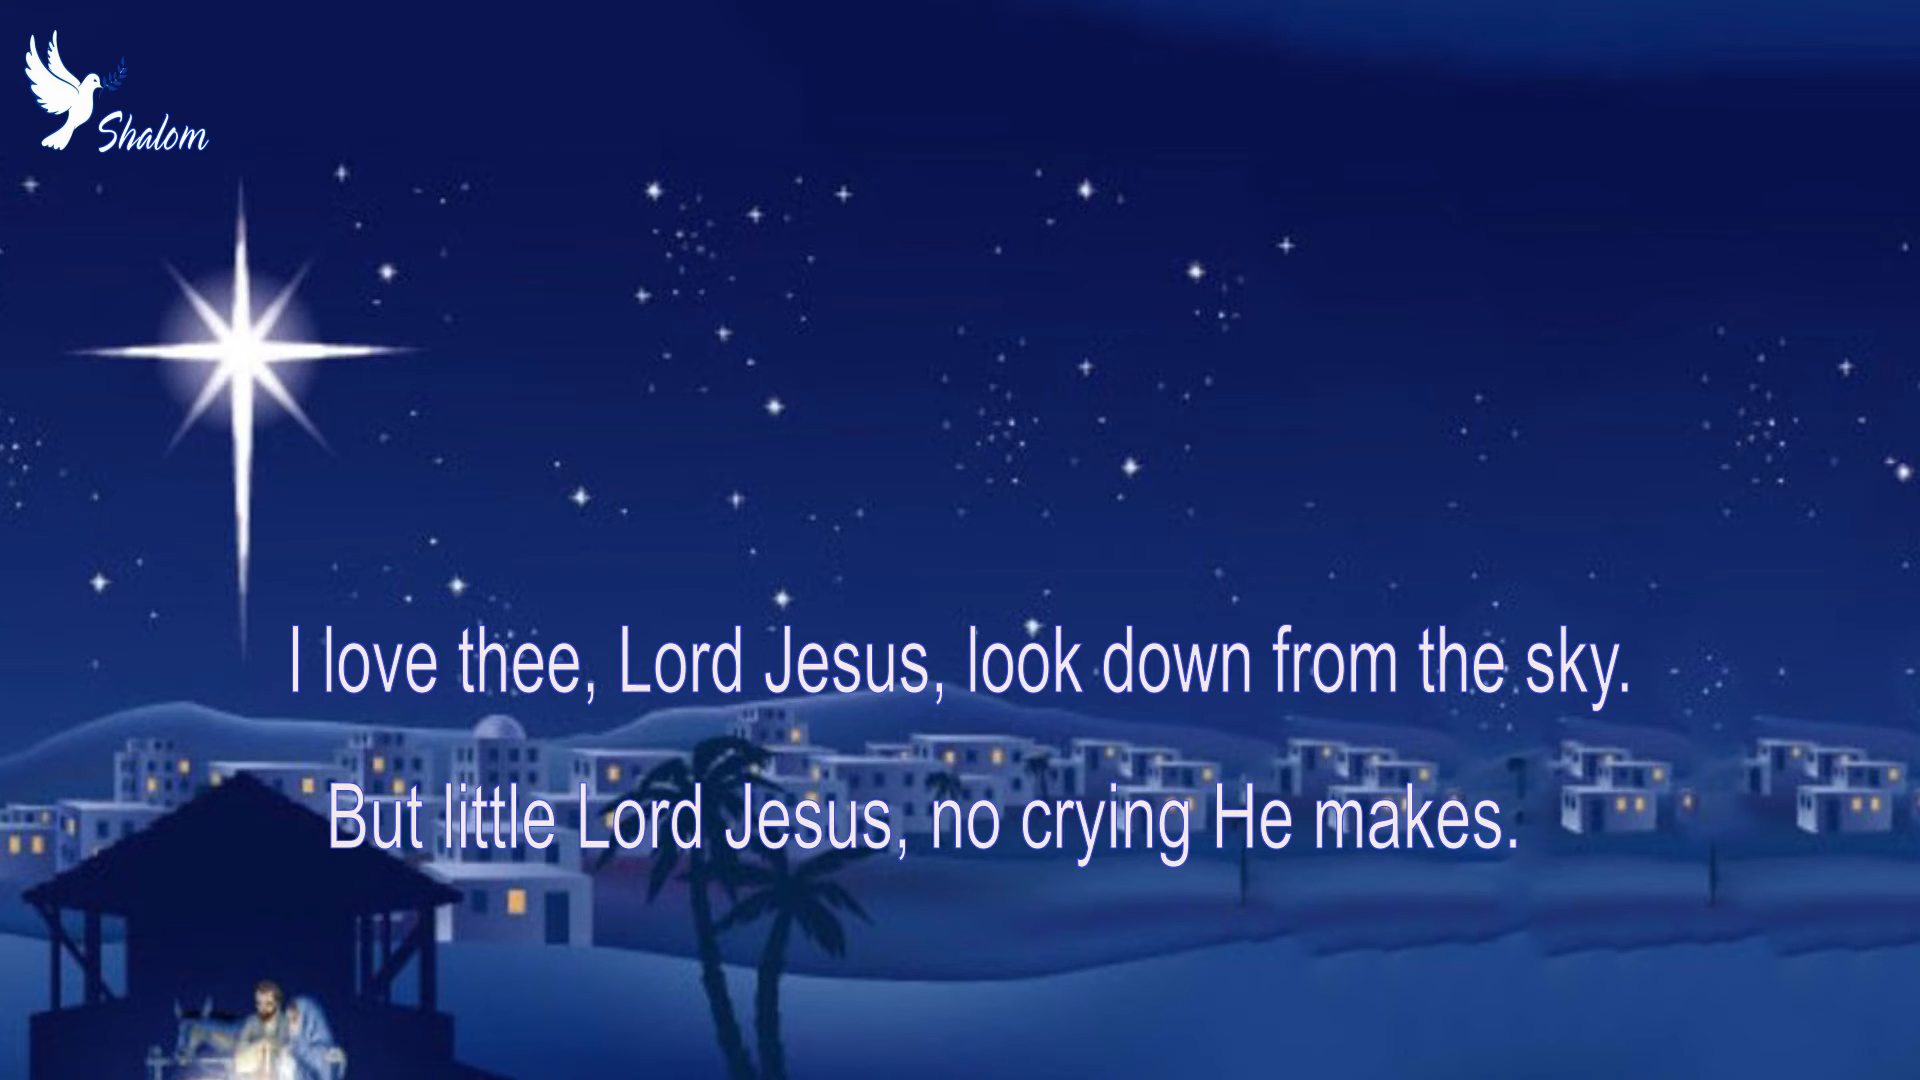 Shalom
I love thee, Lord Jesus, look down from the sky.
But little Lord Jesus, no crying He makes.